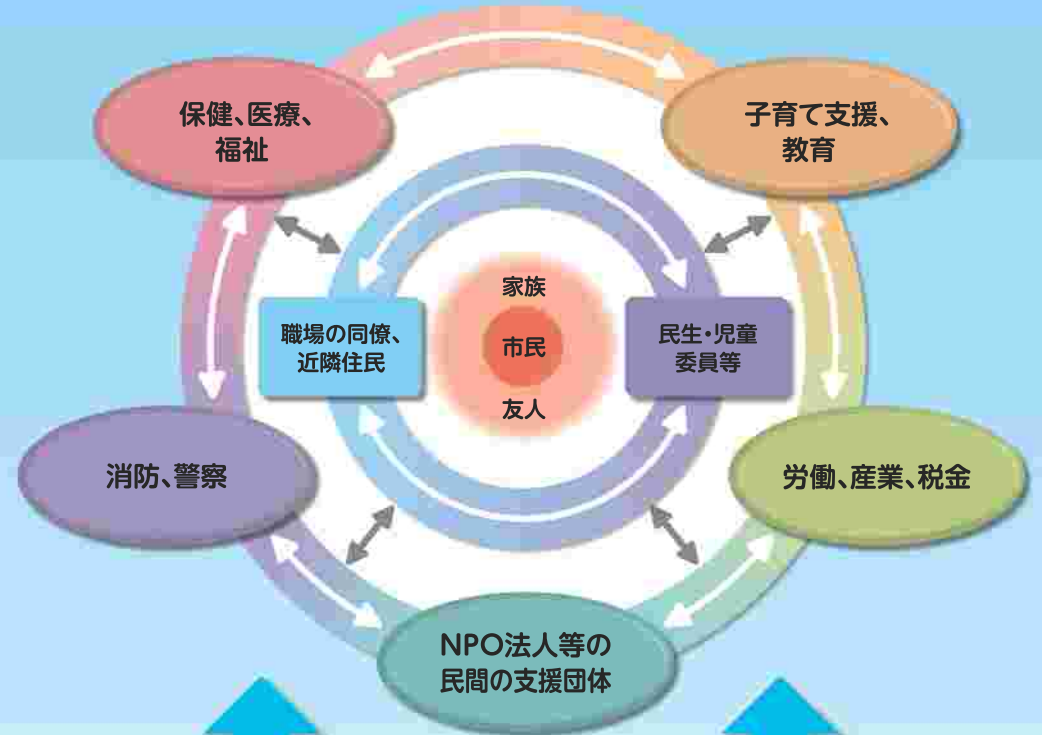 保健、医療、
福祉
子育て支援、
教育
家族
職場の同僚、
近隣住民
市民
民生・児童
委員等
友人
消防、警察
労働、産業、税金
NPO法人等の
民間の支援団体